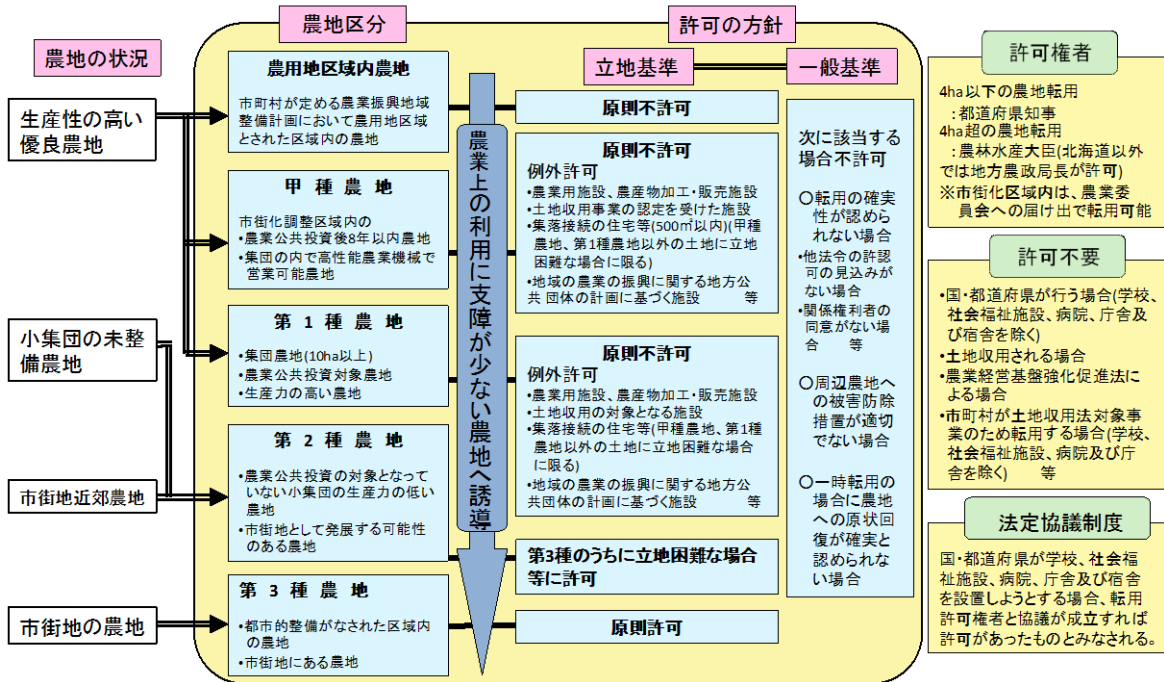 農地区分
許可の方針
農地の状況
立地基準
一般基準
生産性の高い
優良農地
小集団の未整
備農地
市街地近郊農地
市街地の農地
農用地区域内農地
市町村が定める農業振興地域
整備計画において農用地区域
とされた区域内の農地
甲種農地
市街化調整区域内の
・農業公共投資後8年以内農地
・集団の内で高性能農業機械で
営業可能農地
第1種農地
・集団農地(10ha以上)
・農業公共投資対象農地
・生産力の高い農地
第2種農地
・農業公共投資の対象となって
いない小集団の生産力の低い
農地
・市街地として発展する可能性
のある農地
第3種農地
・都市的整備がなされた区域内
の農地
・市街地にある農地
農業上の利用に支障が少ない農地へ誘導
原則不許可
原則不許可
例外許可
・農業用施設、農産物加工・販売施設
・土地収用事業の認定を受けた施設
・集落接続の住宅等(500㎡以内)(甲種
農地、第1種農地以外の土地に立地
困難な場合に限る)
・地域の農業の振興に関する地方公
共 団体の計画に基づく施設 等
原則不許可
例外許可
・農業用施設、農産物加工・販売施設
・土地収用の対象となる施設
・集落接続の住宅等(甲種農地、第1種
農地以外の土地に立地困難な場合
に限る)
・地域の農業の振興に関する地方公
共団体の計画に基づく施設 等
第3種のうちに立地困難な場合
等に許可
原則許可
次に該当する
場合不許可
○転用の確実
性が認めら
れない場合
・他法令の許認
可の見込みが
ない場合
・関係権利者の
同意がない場
合 等
○周辺農地へ
の被害防除
措置が適切
でない場合
○一時転用の
場合に農地
への原状回
復が確実と
認められな
い場合
許可権者
4ha以下の農地転用
:都道府県知事
4ha超の農地転用
:農林水産大臣(北海道以外
では地方農政局長が許可)
※市街化区域内は、農業委
員会への届け出で転用可能
許可不要
・国・都道府県が行う場合(学校、
社会福祉施設、病院、庁舎及
び宿舎を除く)
・土地収用される場合
・農業経営基盤強化促進法に
よる場合
・市町村が土地収用法対象事
業のため転用する場合(学校、
社会福祉施設、病院及び庁
舎を除く) 等
法定協議制度
国・都道府県が学校、社会福
祉施設、病院、庁舎及び宿舎
を設置しようとする場合、転用
許可権者と協議が成立すれば
許可があったものとみなされる。